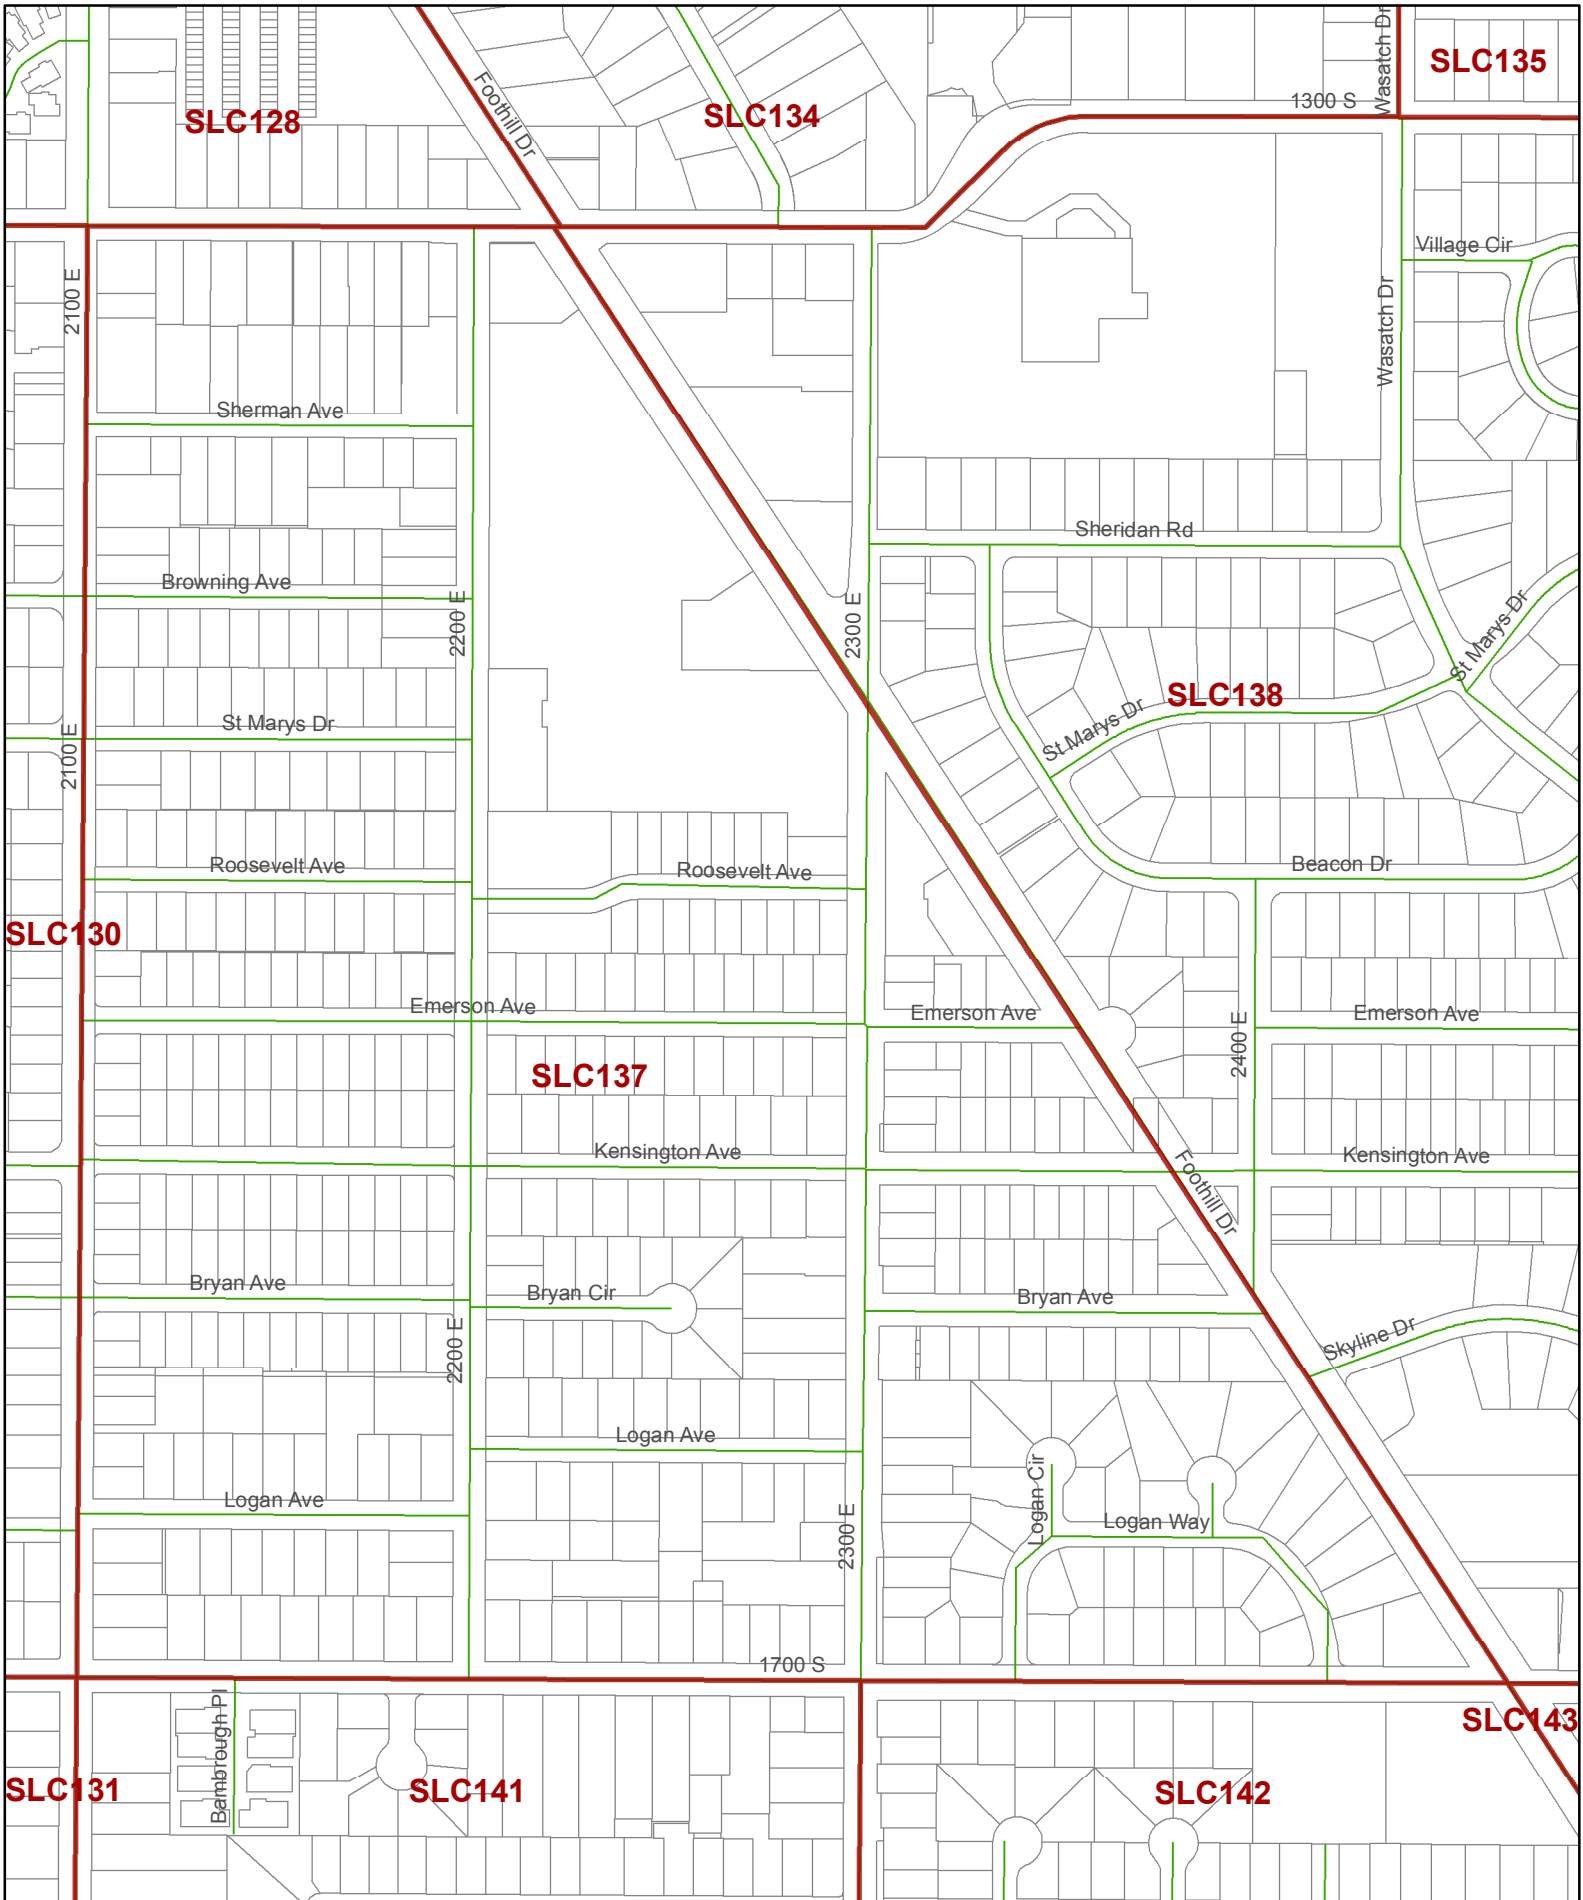 Wasatch Dr
SLC135
1300 S
SLC134
SLC128
Foothill Dr
Village Cir
2100 E
Wasatch Dr
Sherman Ave
Sheridan Rd
Browning Ave
2200 E
2300 E
St Marys Dr
SLC138
St Marys Dr
St Marys Dr
2100 E
Roosevelt Ave
Roosevelt Ave
Beacon Dr
SLC130
Emerson Ave
Emerson Ave
Emerson Ave
2400 E
SLC137
Kensington Ave
Kensington Ave
Foothill Dr
Bryan Ave
Bryan Cir
Bryan Ave
Skyline Dr
2200 E
Logan Ave
Logan Ave
Logan Cir
Logan Way
2300 E
1700 S
SLC143
Bambrough Pl
SLC131
SLC141
SLC142